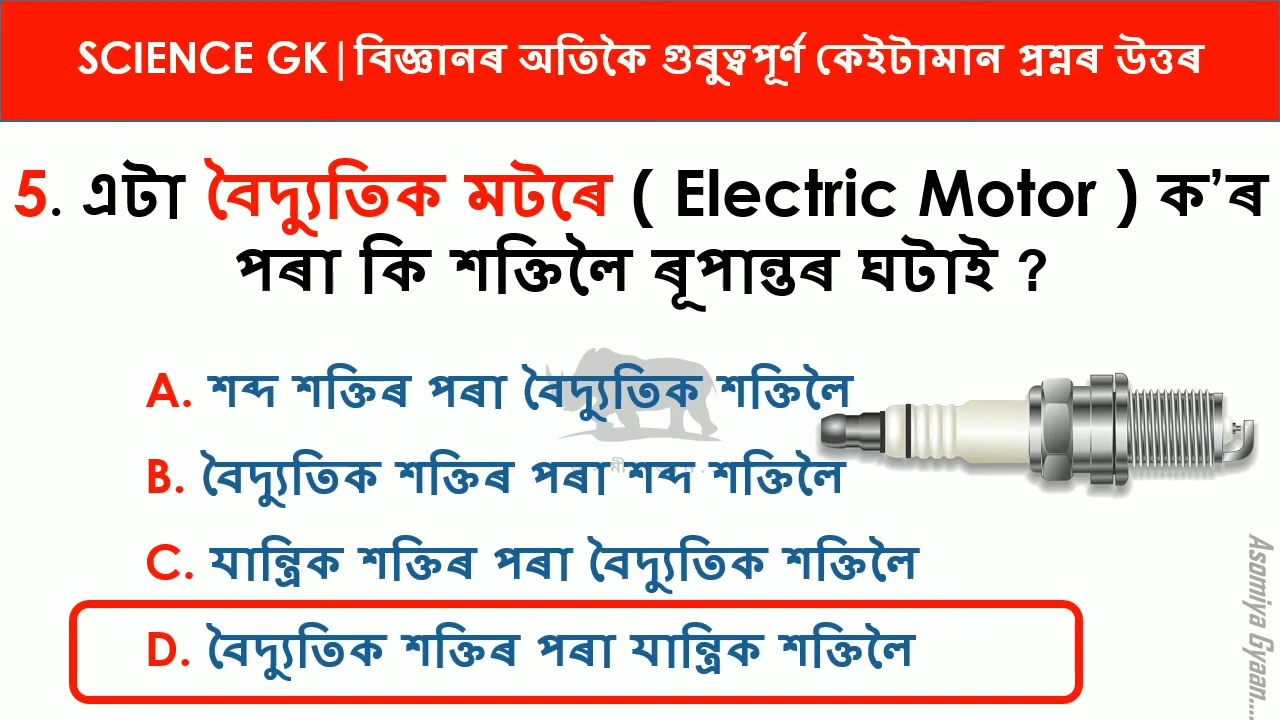 SCIENCE GK|বিজ্ঞানৰ অতিকৈ গুৰুত্বপূৰ্ণ কেইটামান প্ৰশ্নৰ উত্তৰ
5. এটা বৈদ্যুতিক মটৰে ( Electric Motor ) ক’ৰ
পৰা কি শক্তিলৈ ৰূপান্তৰ ঘটাই ?
A. শব্দ শক্তিৰ পৰা বৈদ্যুতিক শক্তিলৈ
B. বৈদ্যুতিক শক্তিৰ পৰা শব্দ শক্তিলৈ
C. যান্ত্ৰিক শক্তিৰ পৰা বৈদ্যুতিক শক্তিলৈ
D. বৈদ্যুতিক শক্তিৰ পৰা যান্ত্ৰিক শক্তিলৈ
Asomiya Gyaan....